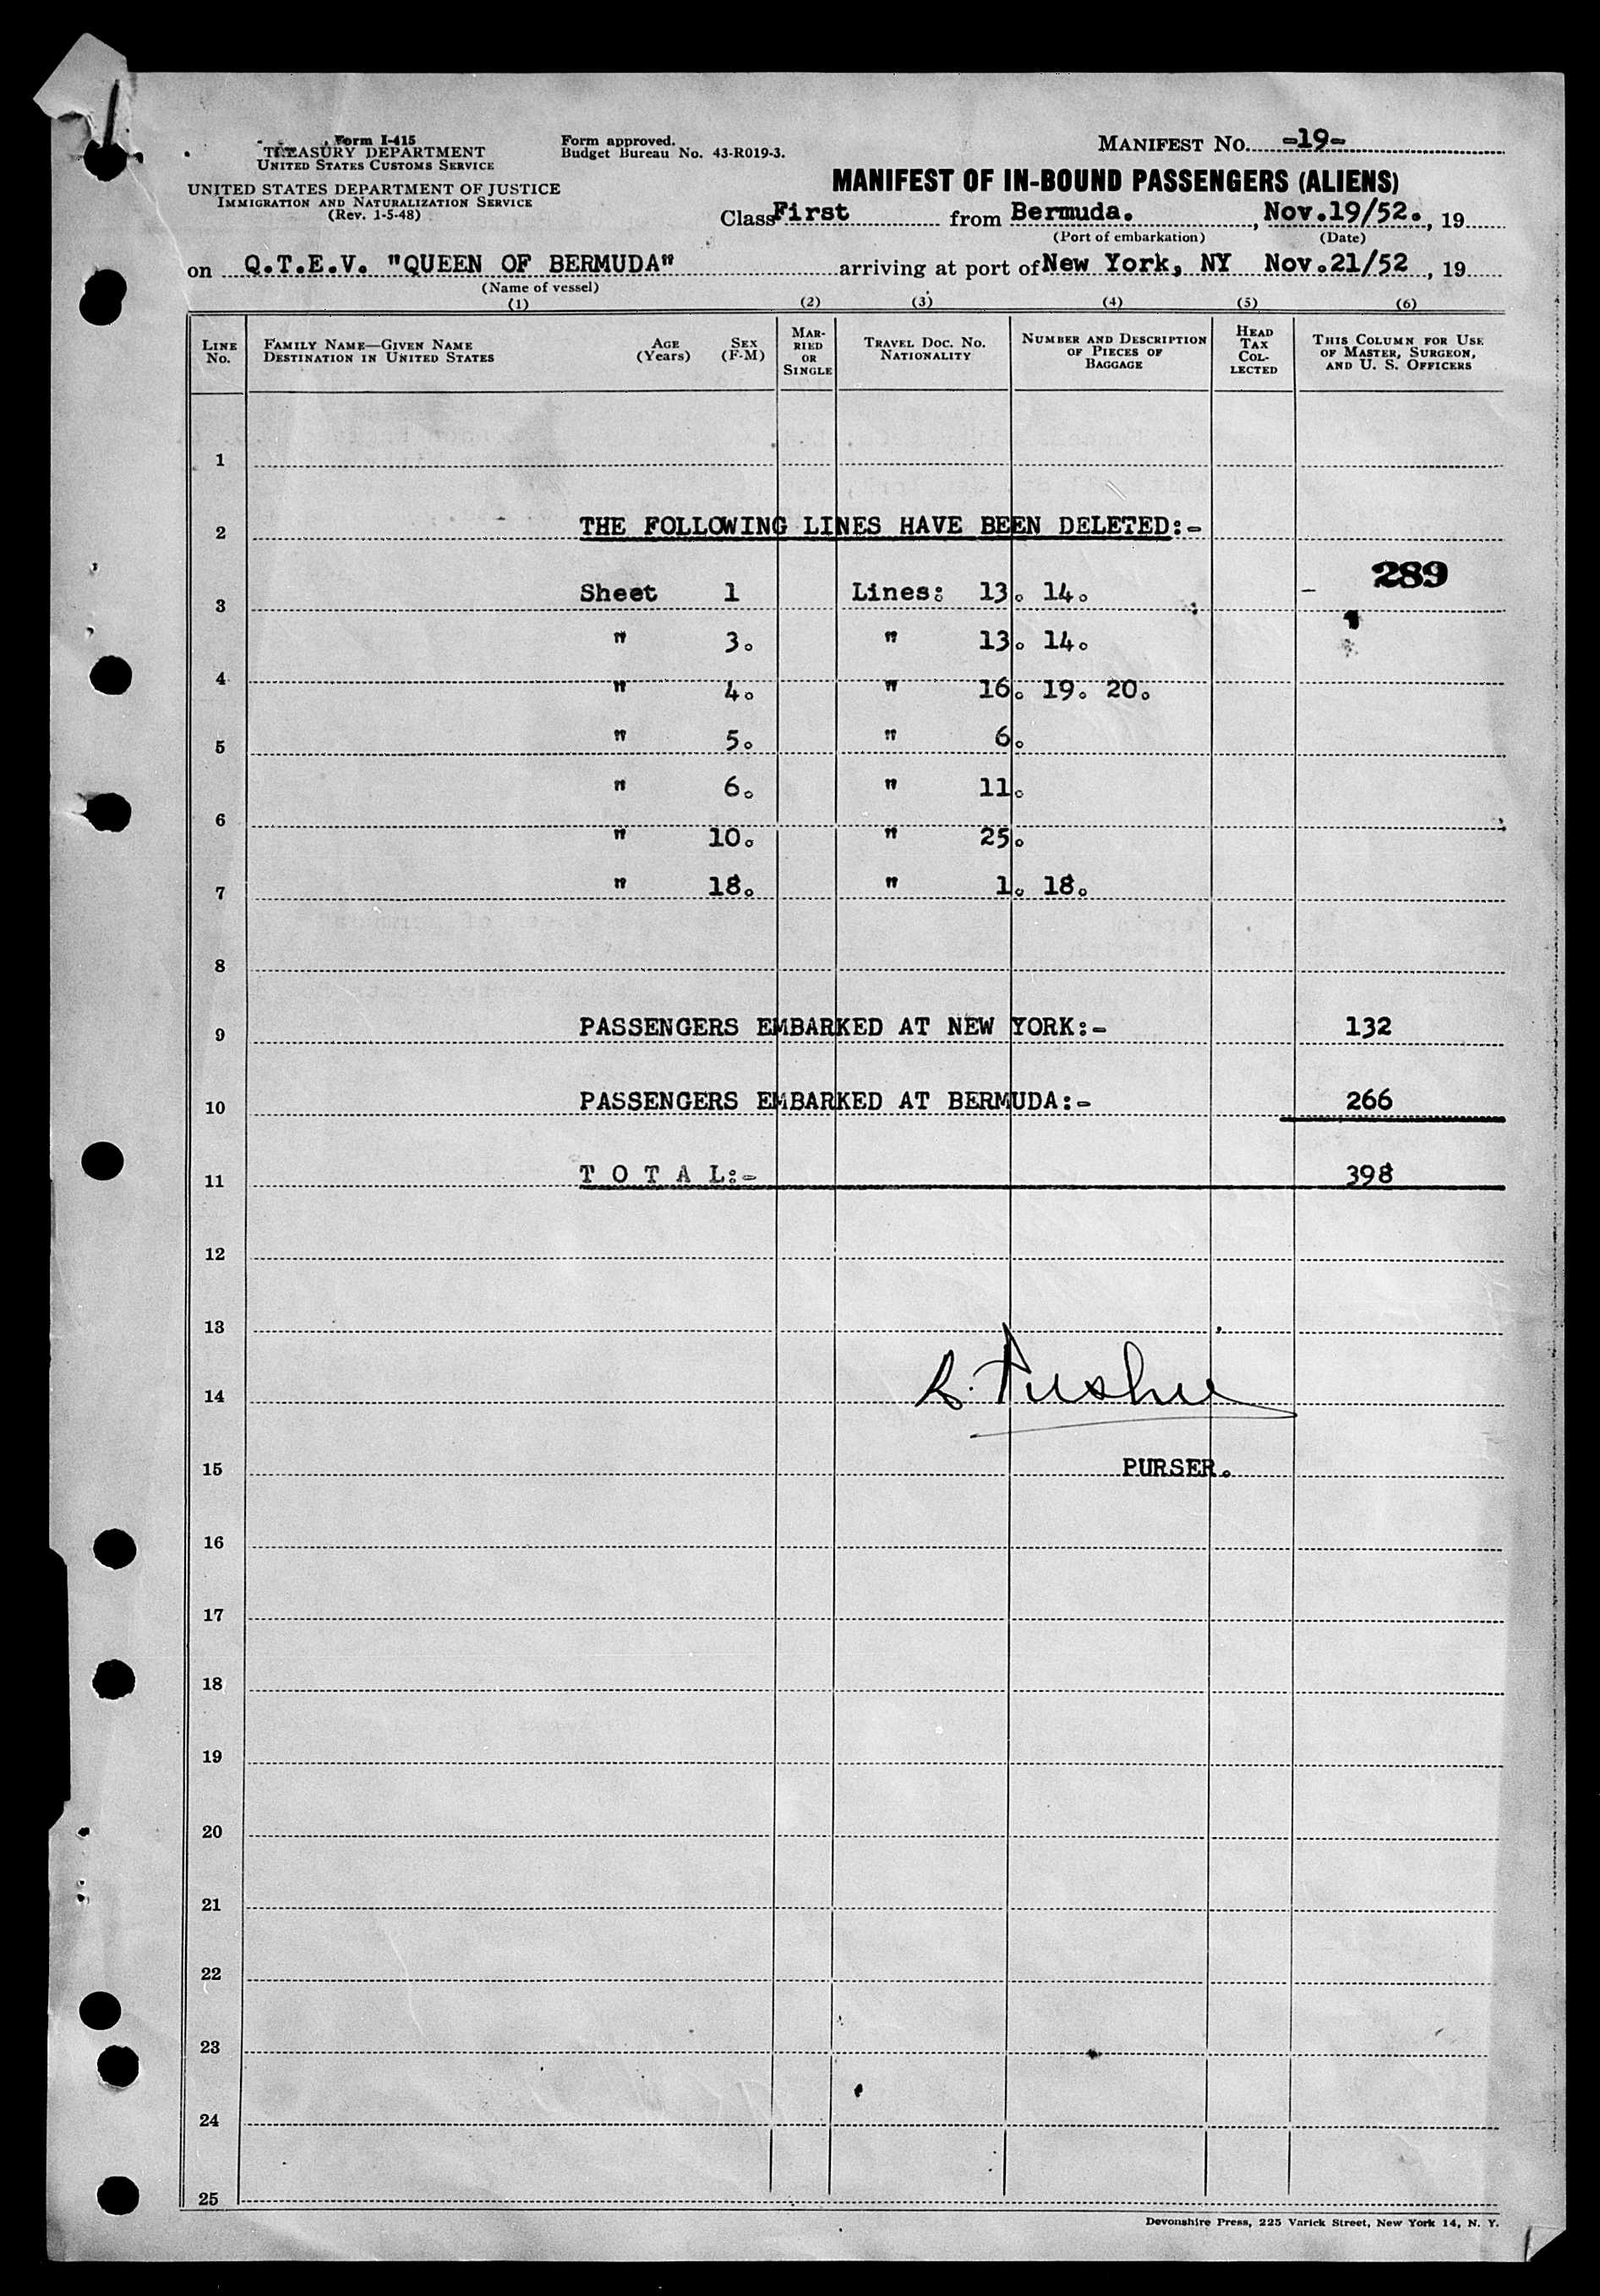 Form I-415
TREASURY DEPARTMENT
UNITED STATES CUSTOMS SERVICE
UNITED STATES DEPARTMENT OF JUSTICE
IMMIGRATION AND NATURALIZATION SERVICE
(Rev. 1-5-48)
Form approved.
Budget Bureau No. 43-R019-3.
MANIFEST No. -19-
MANIFEST OF IN-BOUND PASSENGERS (ALIENS)
Class First from Bermuda. , Nov.19/52. , 19
(Port of embarkation) (Date)
on Q.T.E.V. "QUEEN OF BERMUDA" arriving at port of New York, NY Nov.21/52 , 19
(Name of vessel)
(1) (2) (3) (4) (5) (6)
LINE No.
FAMILY NAME—GIVEN NAME
DESTINATION IN UNITED STATES
AGE (Years)
SEX (F-M)
MARRIED OR SINGLE
TRAVEL DOC. NO. NATIONALITY
NUMBER AND DESCRIPTION OF PIECES OF BAGGAGE
HEAD TAX COLLECTED
THIS COLUMN FOR USE OF MASTER, SURGEON, AND U. S. OFFICERS
1
2 THE FOLLOWING LINES HAVE BEEN DELETED:-
289
3 Sheet 1 Lines: 13. 14.
" 3. " 13. 14.
4 " 4. " 16. 19. 20.
5 " 5. " 6.
6 " 6. " 11.
" 10. " 25.
7 " 18. " 1. 18.
8
9 PASSENGERS EMBARKED AT NEW YORK:- 132
10 PASSENGERS EMBARKED AT BERMUDA:- 266
11 T O T A L:- 398
12
13
14
15 PURSER.
16
17
18
19
20
21
22
23
24
25
Devonshire Press, 225 Varick Street, New York 14, N. Y.